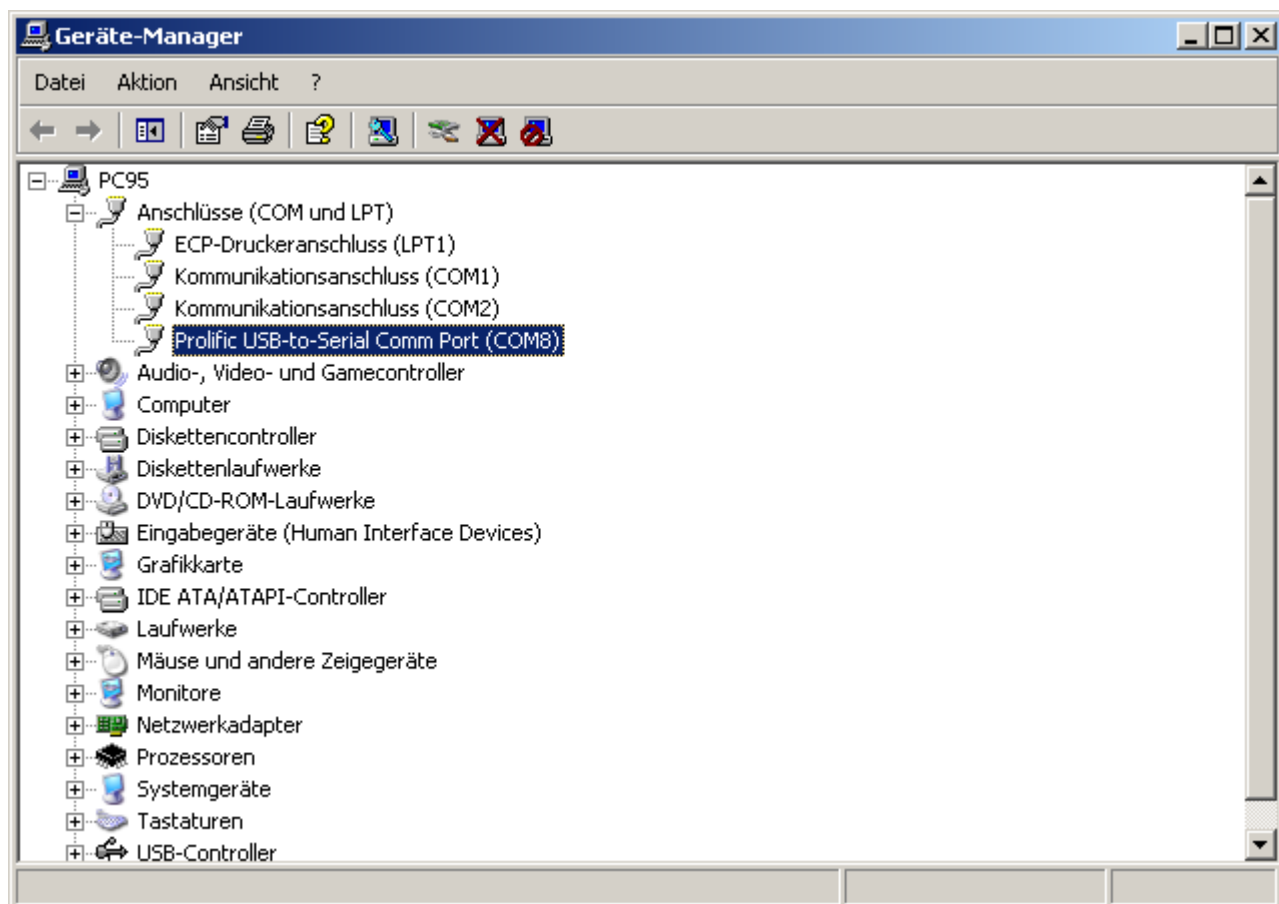 Geräte-Manager
Datei Aktion Ansicht ?
PC95
Anschlüsse (COM und LPT)
ECP-Druckeranschluss (LPT1)
Kommunikationsanschluss (COM1)
Kommunikationsanschluss (COM2)
Prolific USB-to-Serial Comm Port (COM8)
Audio-, Video- und Gamecontroller
Computer
Diskettencontroller
Diskettenlaufwerke
DVD/CD-ROM-Laufwerke
Eingabegeräte (Human Interface Devices)
Grafikkarte
IDE ATA/ATAPI-Controller
Laufwerke
Mäuse und andere Zeigegeräte
Monitore
Netzwerkadapter
Prozessoren
Systemgeräte
Tastaturen
USB-Controller